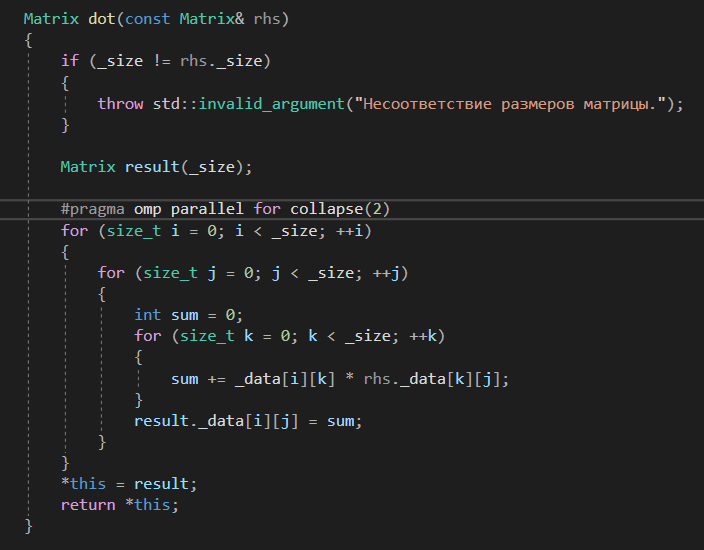 Matrix dot(const Matrix& rhs)
{
    if (_size != rhs._size)
    {
        throw std::invalid_argument("Несоответствие размеров матрицы.");
    }

    Matrix result(_size);

    #pragma omp parallel for collapse(2)
    for (size_t i = 0; i < _size; ++i)
    {
        for (size_t j = 0; j < _size; ++j)
        {
            int sum = 0;
            for (size_t k = 0; k < _size; ++k)
            {
                sum += _data[i][k] * rhs._data[k][j];
            }
            result._data[i][j] = sum;
        }
    }
    *this = result;
    return *this;
}